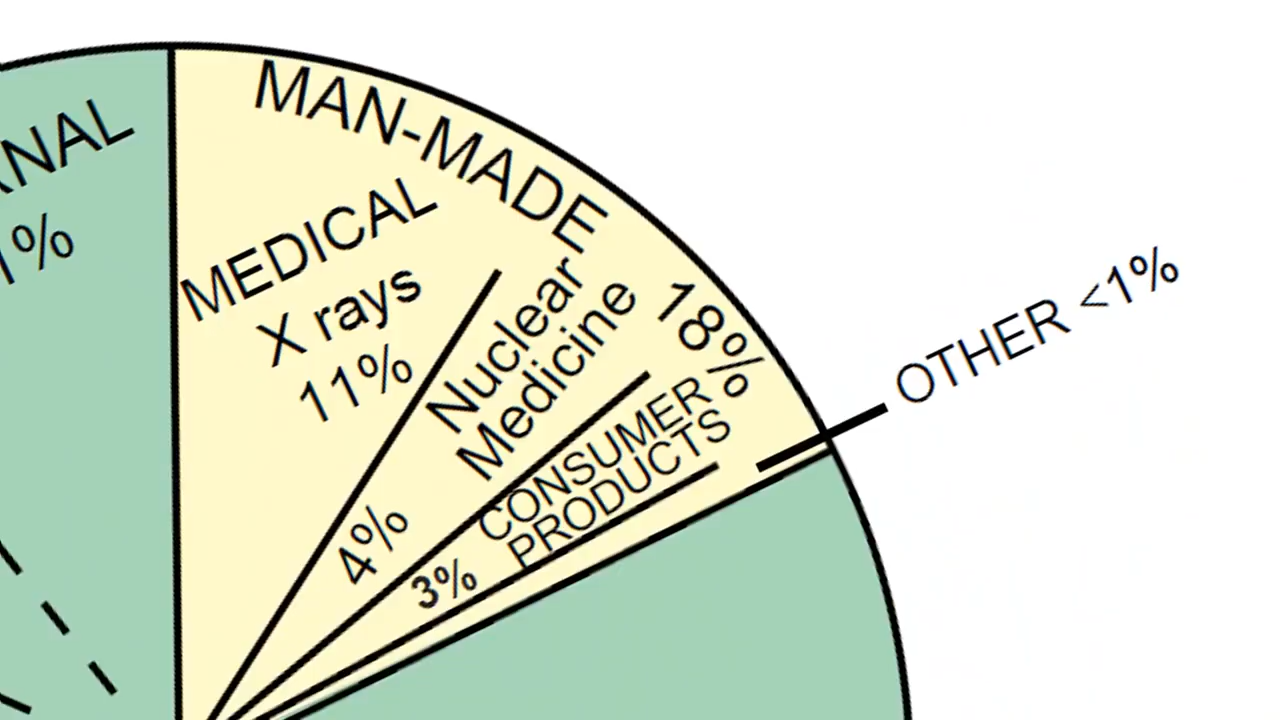 MAN-MADE
18%
MEDICAL
X rays
11%
Nuclear
Medicine
4%
CONSUMER
PRODUCTS
3%
OTHER <1%